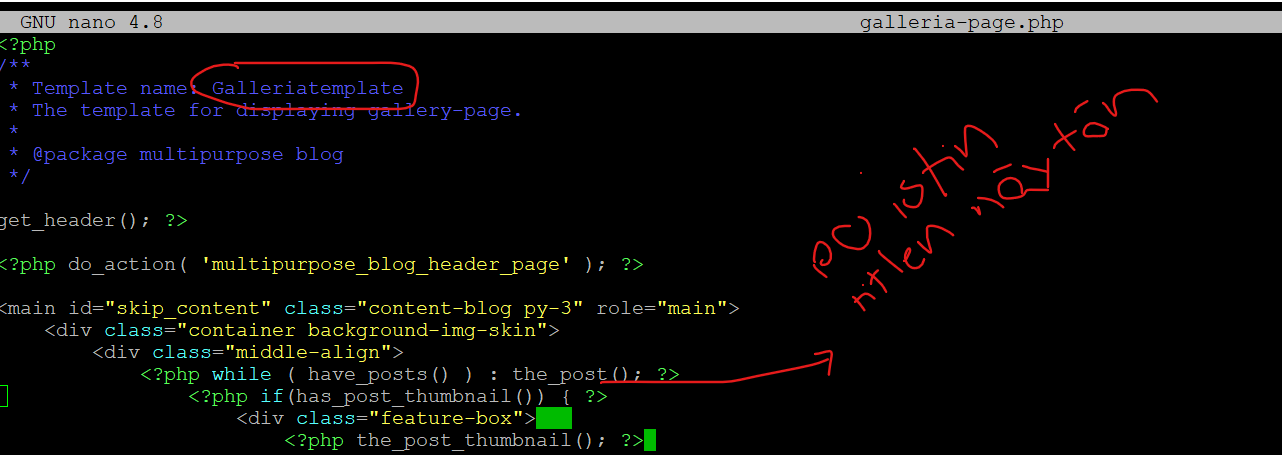 GNU nano 4.8 galleria-page.php
<?php
/**
* Template name: Galleriatemplate
* The template for displaying gallery-page.
*
* @package multipurpose blog
*/
get_header(); ?>
<?php do_action( 'multipurpose_blog_header_page' ); ?>
<main id="skip_content" class="content-blog py-3" role="main">
<div class="container background-img-skin">
<div class="middle-align">
<?php while ( have_posts() ) : the_post(); ?>
<?php if(has_post_thumbnail()) { ?>
<div class="feature-box">
<?php the_post_thumbnail(); ?>
poistin
näytön